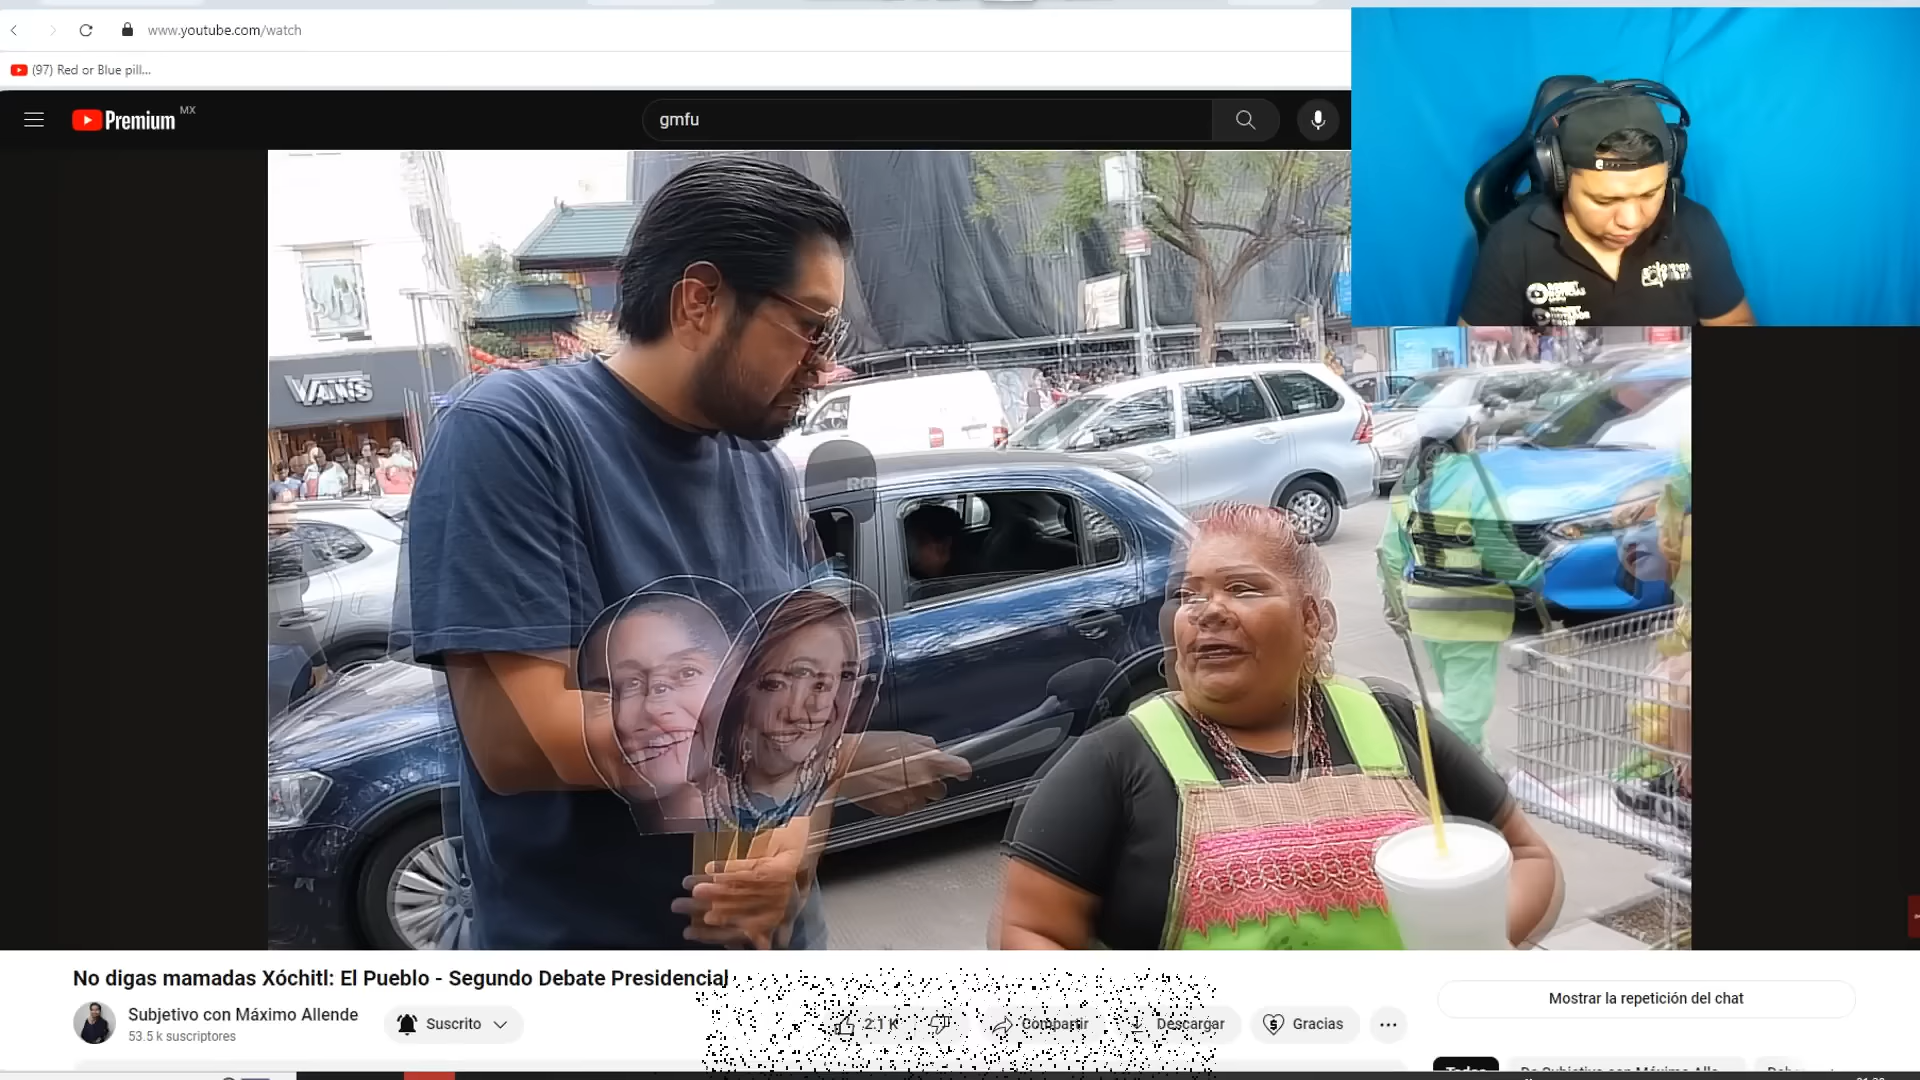 www.youtube.com/watch
(97) Red or Blue pill...
Premium MX
gmfu
VANS
No digas mamadas Xóchitl: El Pueblo - Segundo Debate Presidencial
Subjetivo con Máximo Allende
53.5 k suscriptores
Suscrito
2.1 K
Compartir
Descargar
Gracias
Mostrar la repetición del chat